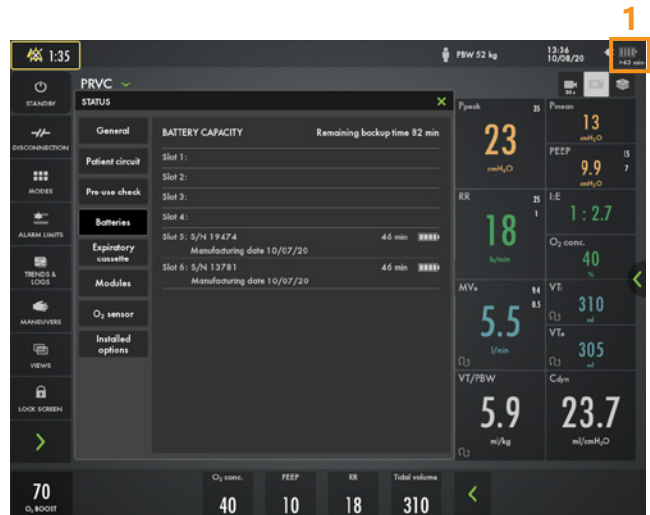 1
1:35
PBW 52 kg
13:36
10/08/20
>45 min
STANDBY
DISCONNECTION
MODES
ALARM LIMITS
TRENDS &
LOGS
MANEUVERS
VIEWS
LOCK SCREEN
70
O₂ BOOST
PRVC
STATUS
General
Patient circuit
Pre-use check
Batteries
Expiratory
cassette
Modules
O₂ sensor
Installed
options
BATTERY CAPACITY Remaining backup time 82 min
Slot 1:
Slot 2:
Slot 3:
Slot 4:
Slot 5: S/N 19474 46 min
Manufacturing date 10/07/20
Slot 6: S/N 13781 46 min
Manufacturing date 10/07/20
Ppeak 35
23
cmH₂O
Pmean
13
cmH₂O
PEEP 15
9.9 7
cmH₂O
RR 25
1
18
b/min
I:E
1 : 2.7
O₂ conc.
40
%
MVe 9.4
0.5
5.5
l/min
VTi
310
ml
VTe
305
ml
VT/PBW
5.9
ml/kg
Cdyn
23.7
ml/cmH₂O
O₂ conc.
40
PEEP
10
RR
18
Tidal volume
310